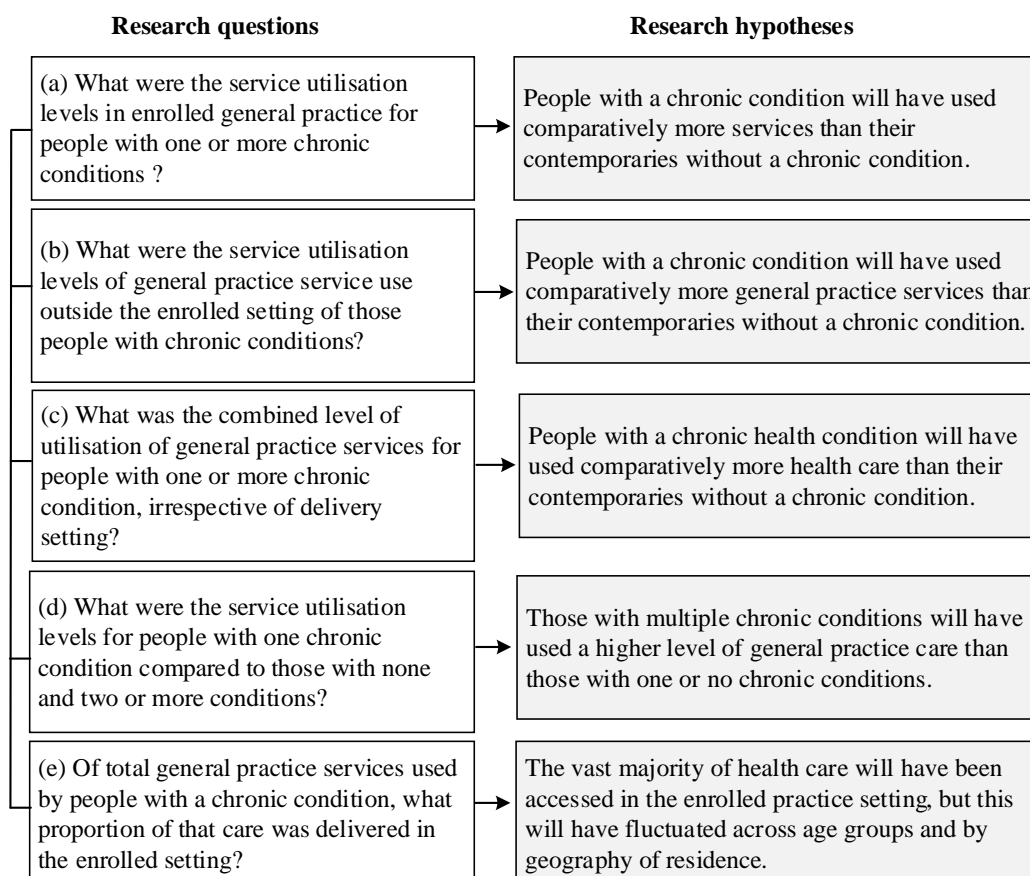 Research questions
Research hypotheses
(a) What were the service utilisation
levels in enrolled general practice for
people with one or more chronic
conditions ?
People with a chronic condition will have used
comparatively more services than their
contemporaries without a chronic condition.
(b) What were the service utilisation
levels of general practice service use
outside the enrolled setting of those
people with chronic conditions?
People with a chronic condition will have used
comparatively more general practice services than
their contemporaries without a chronic condition.
(c) What was the combined level of
utilisation of general practice services for
people with one or more chronic
condition, irrespective of delivery
setting?
People with a chronic health condition will have
used comparatively more health care than their
contemporaries without a chronic condition.
(d) What were the service utilisation
levels for people with one chronic
condition compared to those with none
and two or more conditions?
Those with multiple chronic conditions will have
used a higher level of general practice care than
those with one or no chronic conditions.
(e) Of total general practice services used
by people with a chronic condition, what
proportion of that care was delivered in
the enrolled setting?
The vast majority of health care will have been
accessed in the enrolled practice setting, but this
will have fluctuated across age groups and by
geography of residence.